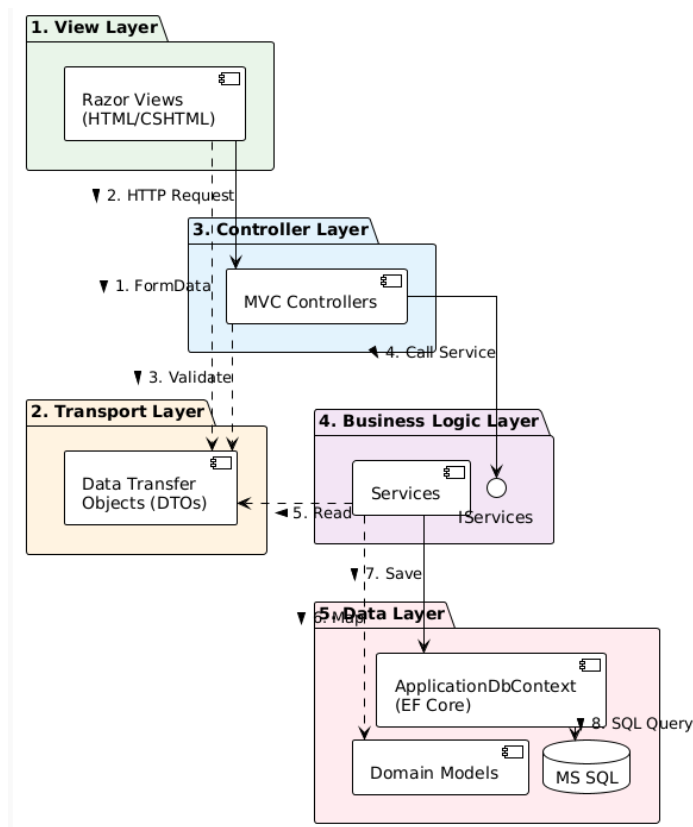 1. View Layer
Razor Views
(HTML/CSHTML)
2. HTTP Request
3. Controller Layer
1. FormData
MVC Controllers
4. Call Service
3. Validate
2. Transport Layer
4. Business Logic Layer
Data Transfer
Objects (DTOs)
Services
5. Read
IServices
7. Save
5. Data Layer
6. Map
ApplicationDbContext
(EF Core)
8. SQL Query
Domain Models
MS SQL